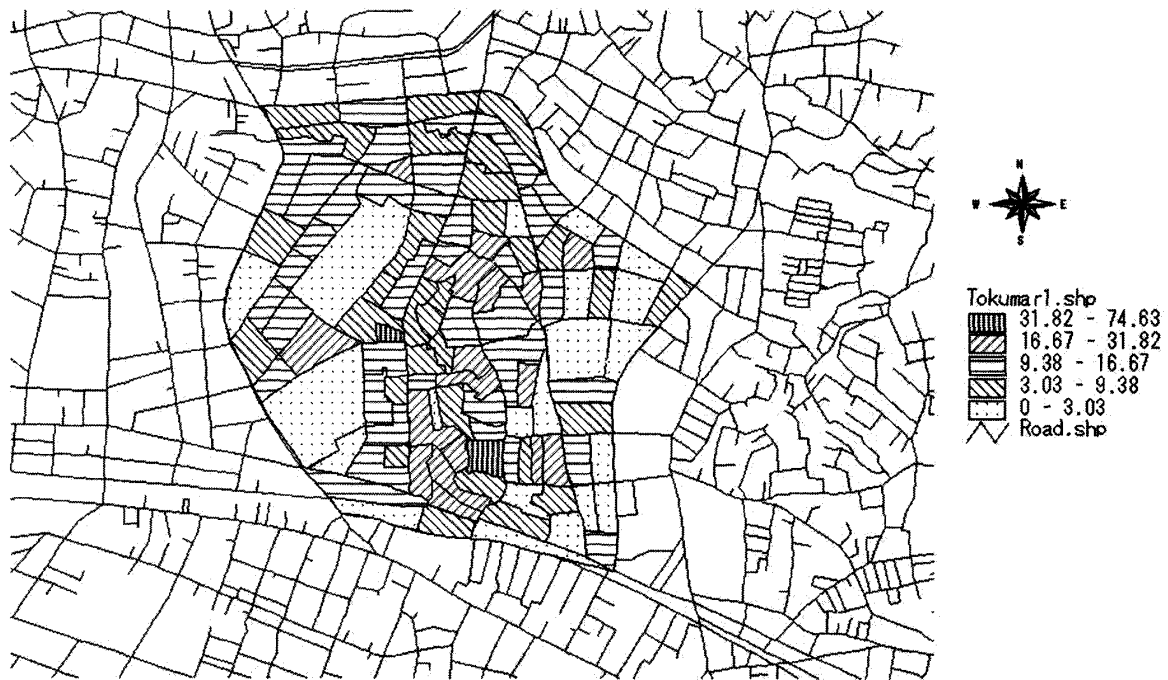 N
W E
S
Tokumar1.shp
31.82 - 74.63
16.67 - 31.82
9.38 - 16.67
3.03 - 9.38
0 - 3.03
Road.shp